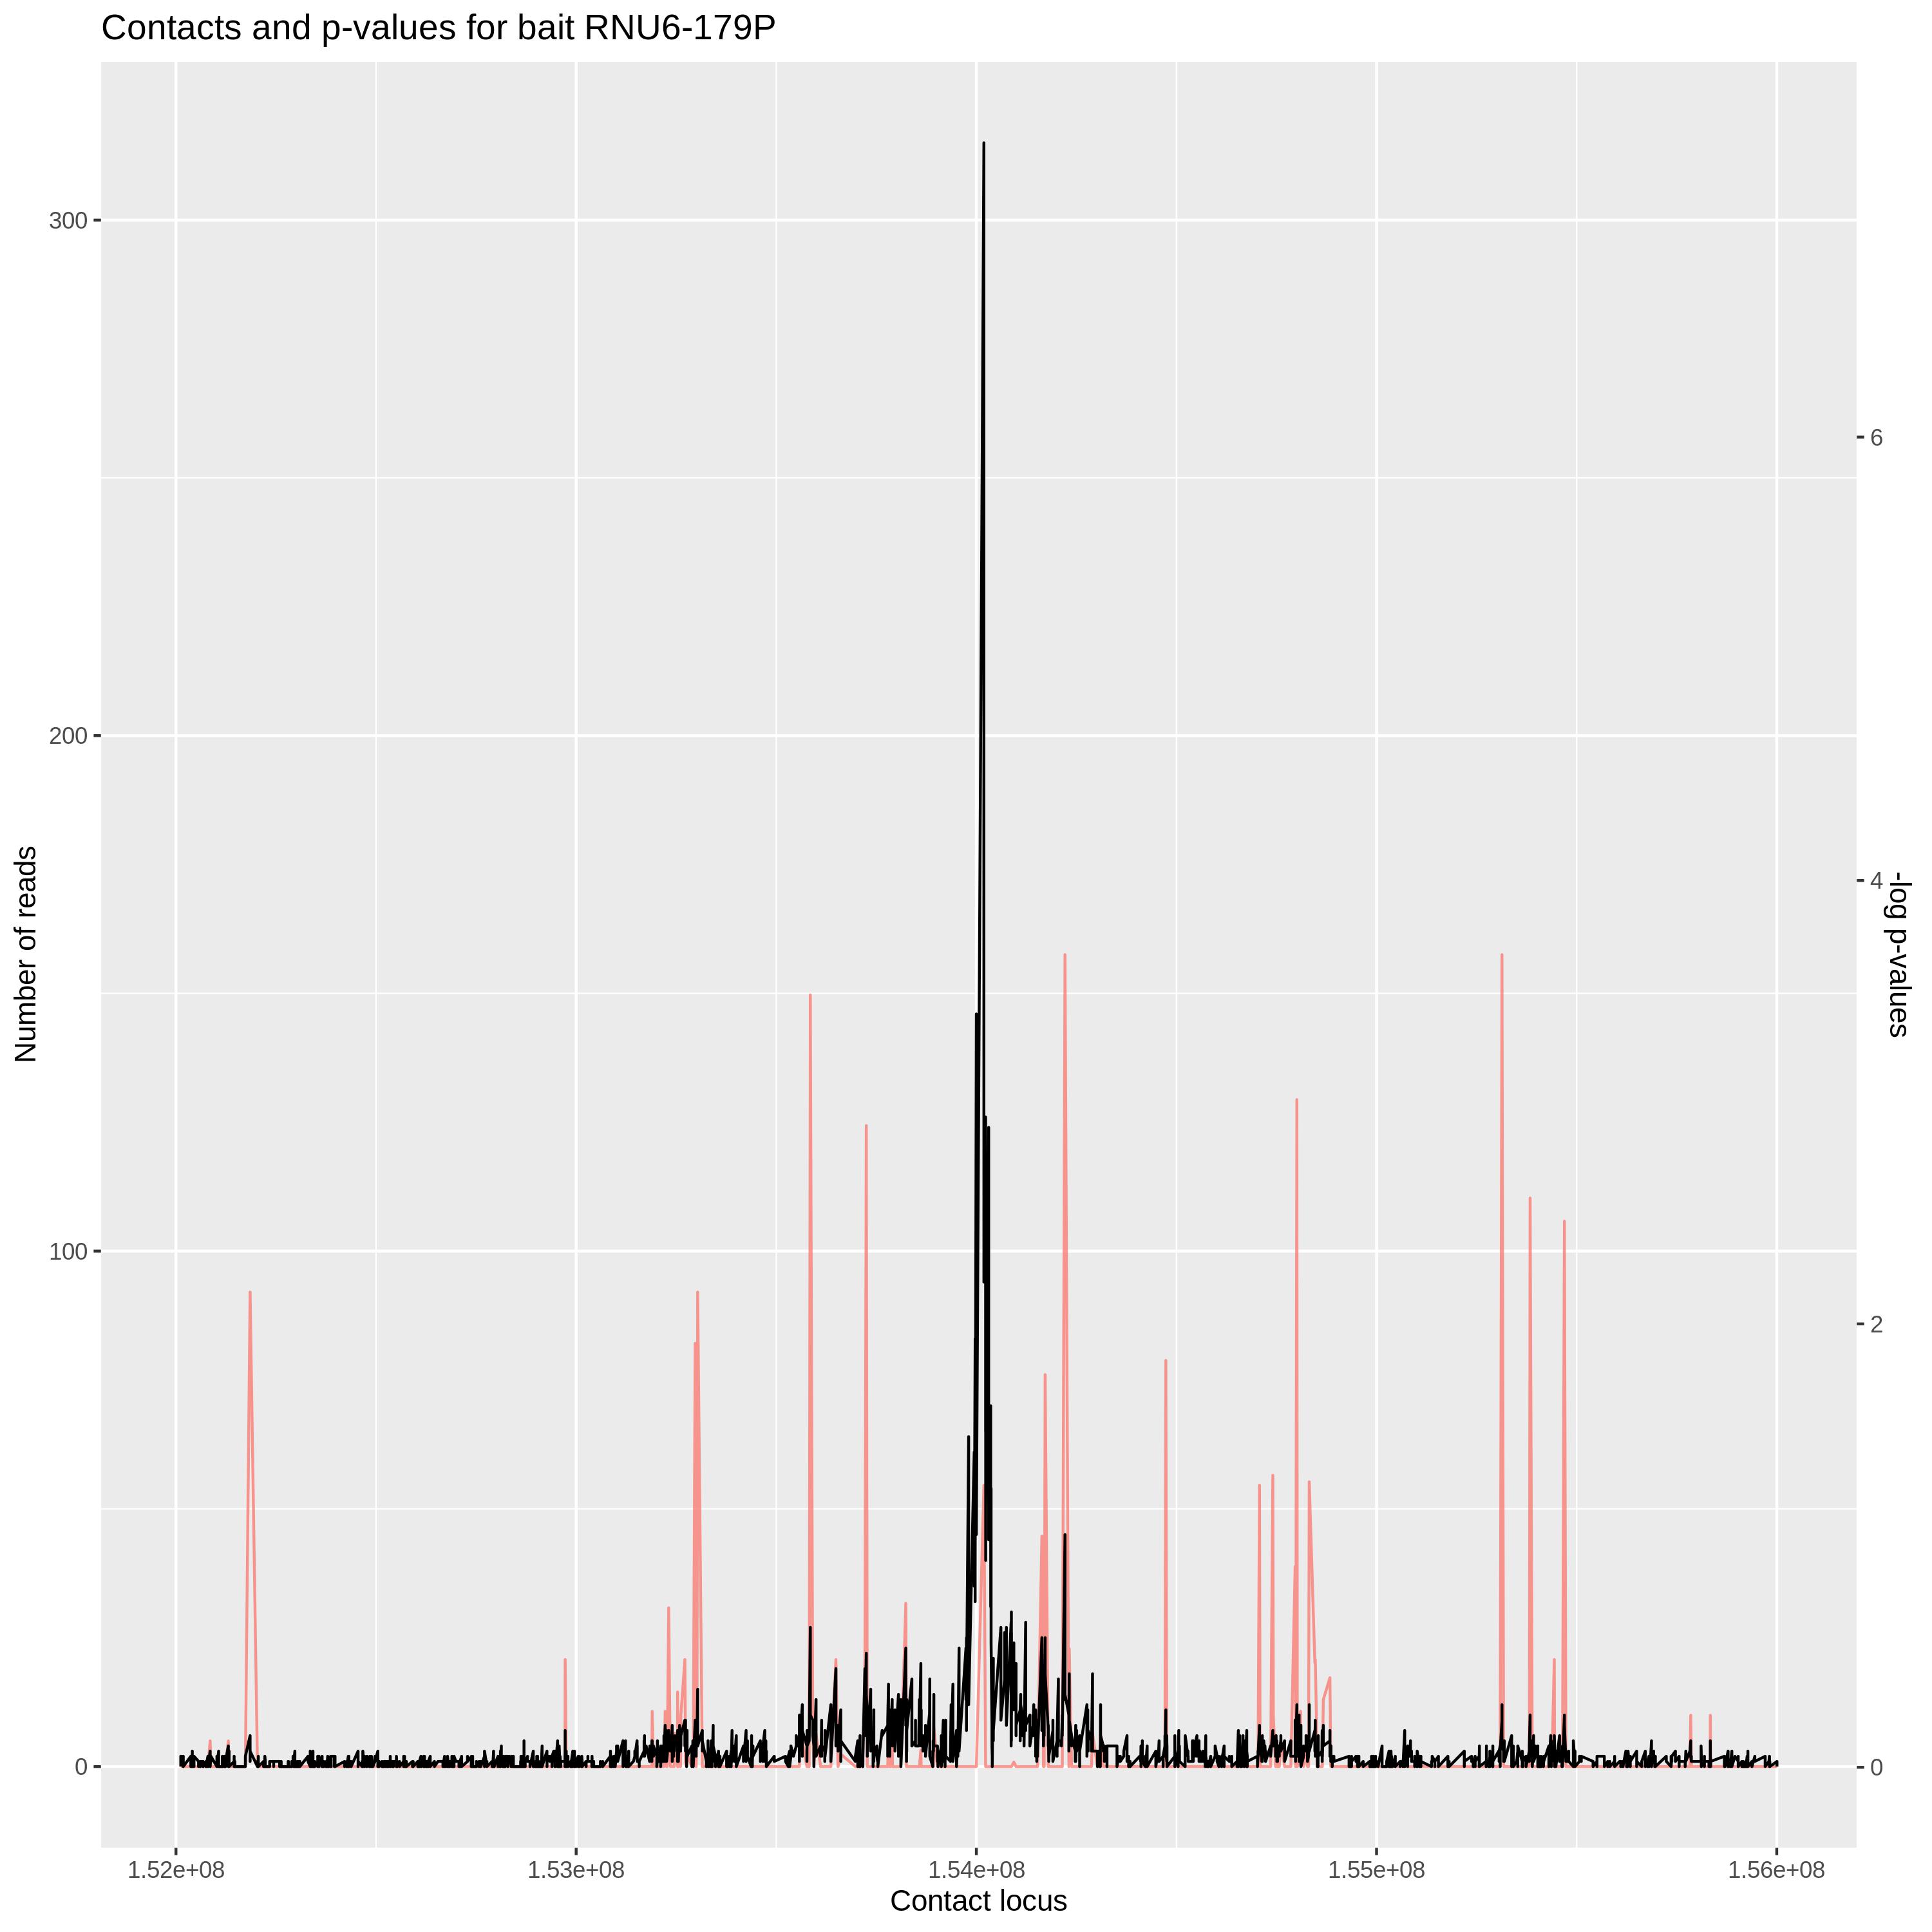 Contacts and p-values for bait RNU6-179P
300
200
100
0
6
4
2
0
Number of reads
-log p-values
1.52e+08 1.53e+08 1.54e+08 1.55e+08 1.56e+08
Contact locus